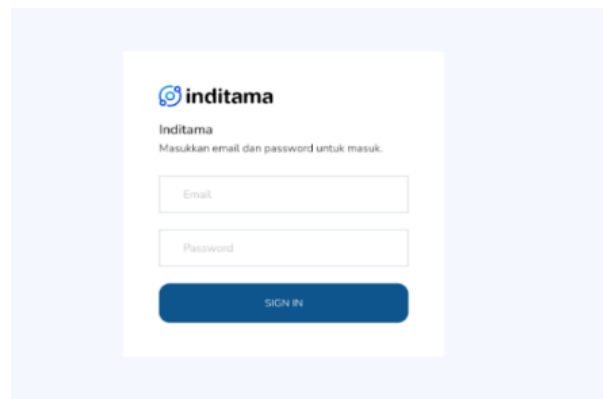 inditama
Inditama
Masukkan email dan password untuk masuk.
Email
Password
SIGN IN